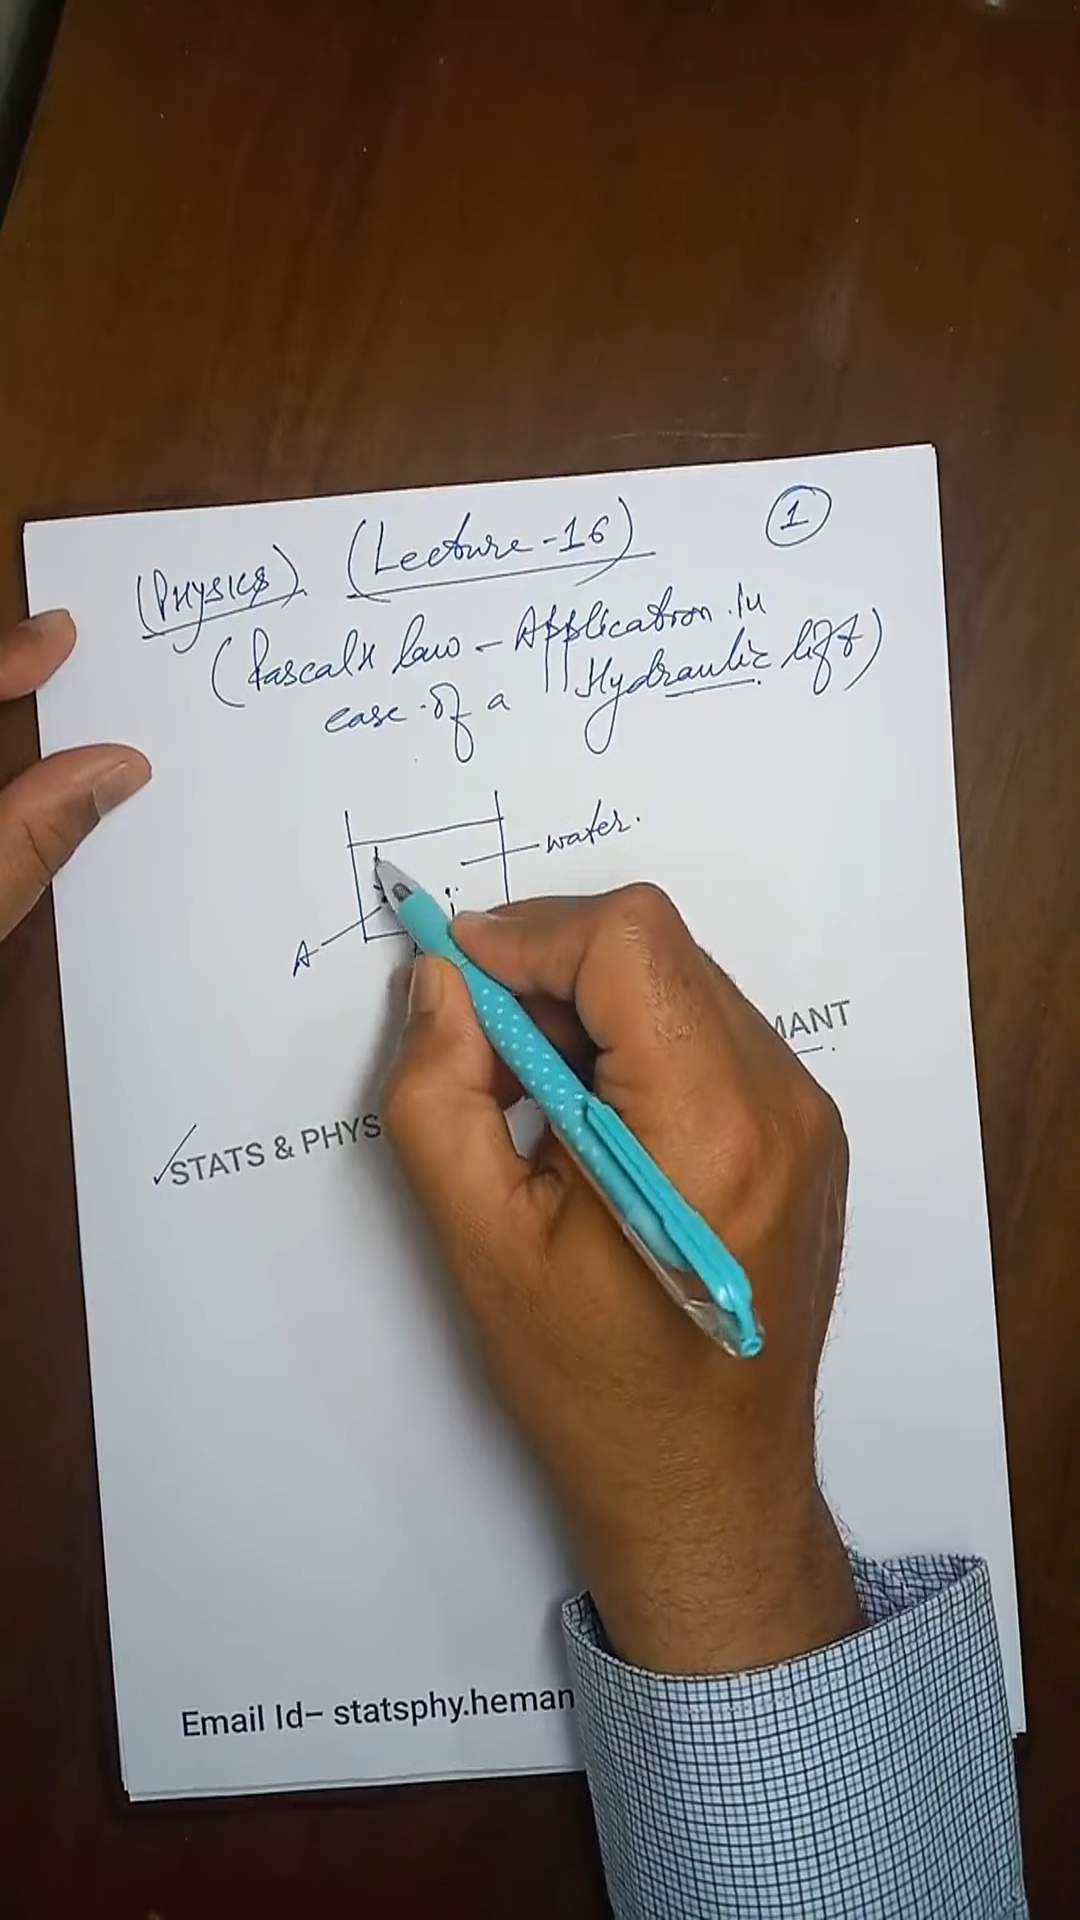 (Physics). (Lecture-16) 1
(Pascal's law - Application in
case of a Hydraulic lift)
water.
A
MANT
STATS & PHYS
Email Id– statsphy.heman